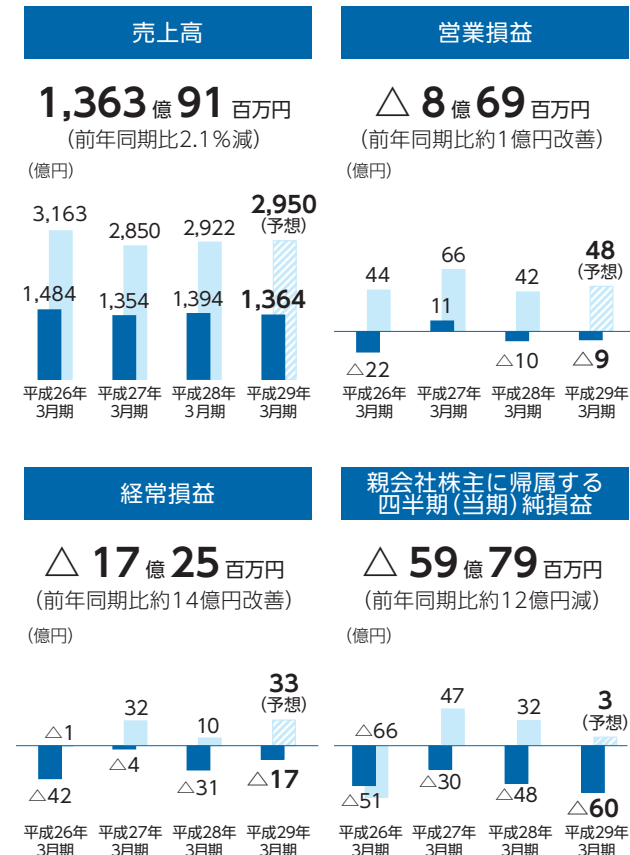 売上高
1,363億91百万円
(前年同期比2.1%減)
(億円)
3,163
2,850
2,922
2,950
(予想)
1,484
1,354
1,394
1,364
平成26年
3月期
平成27年
3月期
平成28年
3月期
平成29年
3月期
営業損益
△8億69百万円
(前年同期比約1億円改善)
(億円)
44
66
42
48
(予想)
△22
11
△10
△9
平成26年
3月期
平成27年
3月期
平成28年
3月期
平成29年
3月期
経常損益
△17億25百万円
(前年同期比約14億円改善)
(億円)
△1
32
10
33
(予想)
△42
△4
△31
△17
平成26年
3月期
平成27年
3月期
平成28年
3月期
平成29年
3月期
親会社株主に帰属する
四半期(当期)純損益
△59億79百万円
(前年同期比約12億円減)
(億円)
△66
47
32
3
(予想)
△51
△30
△48
△60
平成26年
3月期
平成27年
3月期
平成28年
3月期
平成29年
3月期